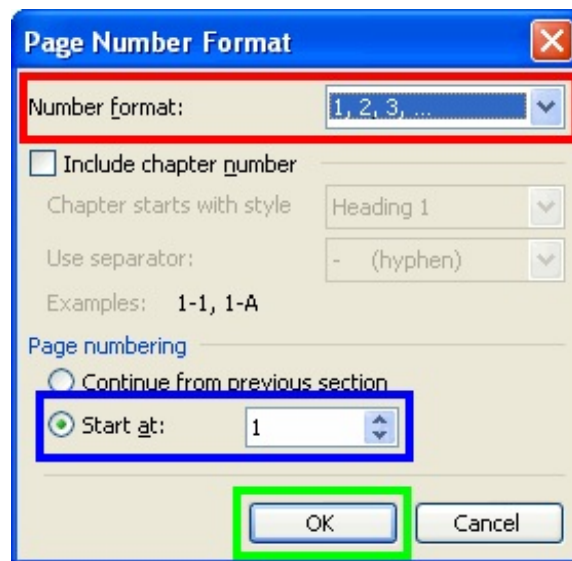 Page Number Format
Number format: 1, 2, 3, ...
Include chapter number
Chapter starts with style Heading 1
Use separator: - (hyphen)
Examples: 1-1, 1-A
Page numbering
Continue from previous section
Start at: 1
OK Cancel